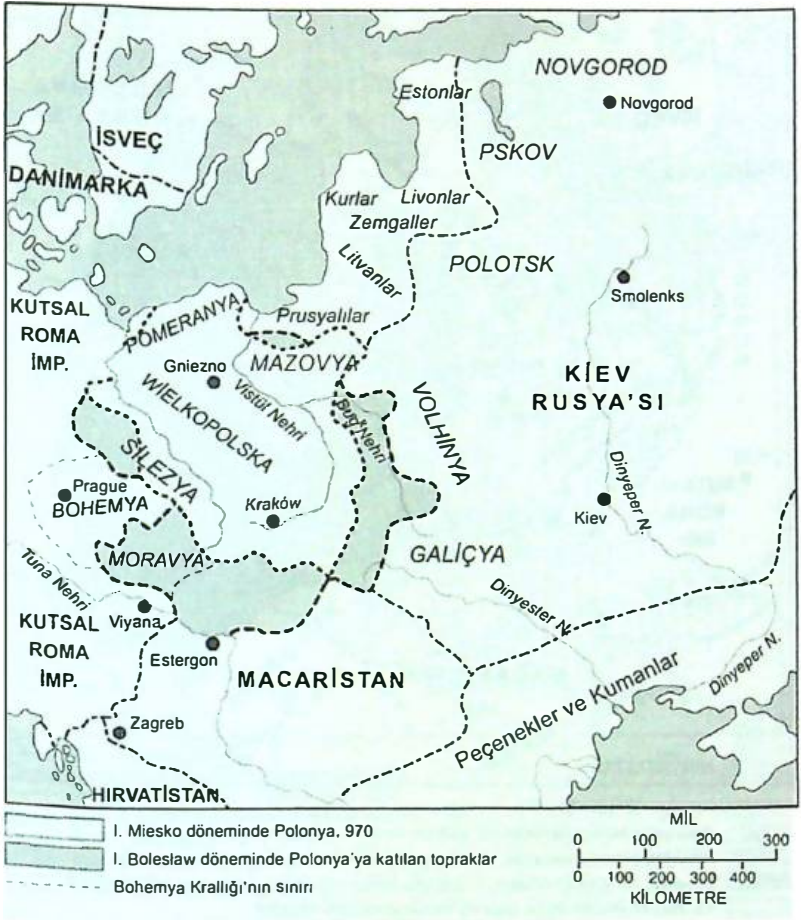 NOVGOROD
Estonlar
Novgorod
PSKOV
İSVEÇ
DANİMARKA
Kurlar
Livonlar
Zemgaller
Litvanlar
POLOTSK
Smolenks
KUTSAL
ROMA
İMP.
POMERANYA
Prusyalılar
Gniezno
MAZOVYA
KİEV
RUSYA'SI
WİELKOPOLSKA
Vistül Nehri
Bug Nehri
VOLHİNYA
SİLEZYA
Prague
BOHEMYA
Kraków
Dinyeper N.
Kiev
MORAVYA
GALİÇYA
Tuna Nehri
Viyana
Dinyester N.
KUTSAL
ROMA
İMP.
Estergon
MACARİSTAN
Dinyeper N.
Peçenekler ve Kumanlar
Zagreb
HIRVATİSTAN
I. Miesko döneminde Polonya, 970
I. Bolesław döneminde Polonya'ya katılan topraklar
Bohemya Krallığı'nın sınırı
MİL
0 100 200 300
0 100 200 300 400
KİLOMETRE